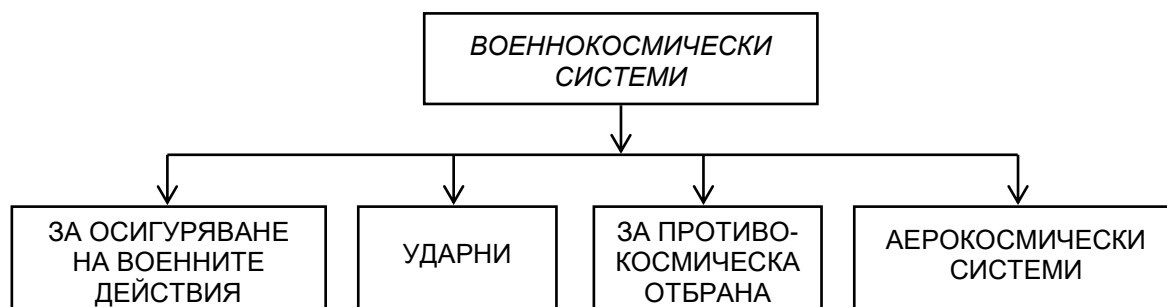 ВОЕННОКОСМИЧЕСКИ
СИСТЕМИ
ЗА ОСИГУРЯВАНЕ
НА ВОЕННИТЕ
ДЕЙСТВИЯ
УДАРНИ
ЗА ПРОТИВО-
КОСМИЧЕСКА
ОТБРАНА
АЕРОКОСМИЧЕСКИ
СИСТЕМИ